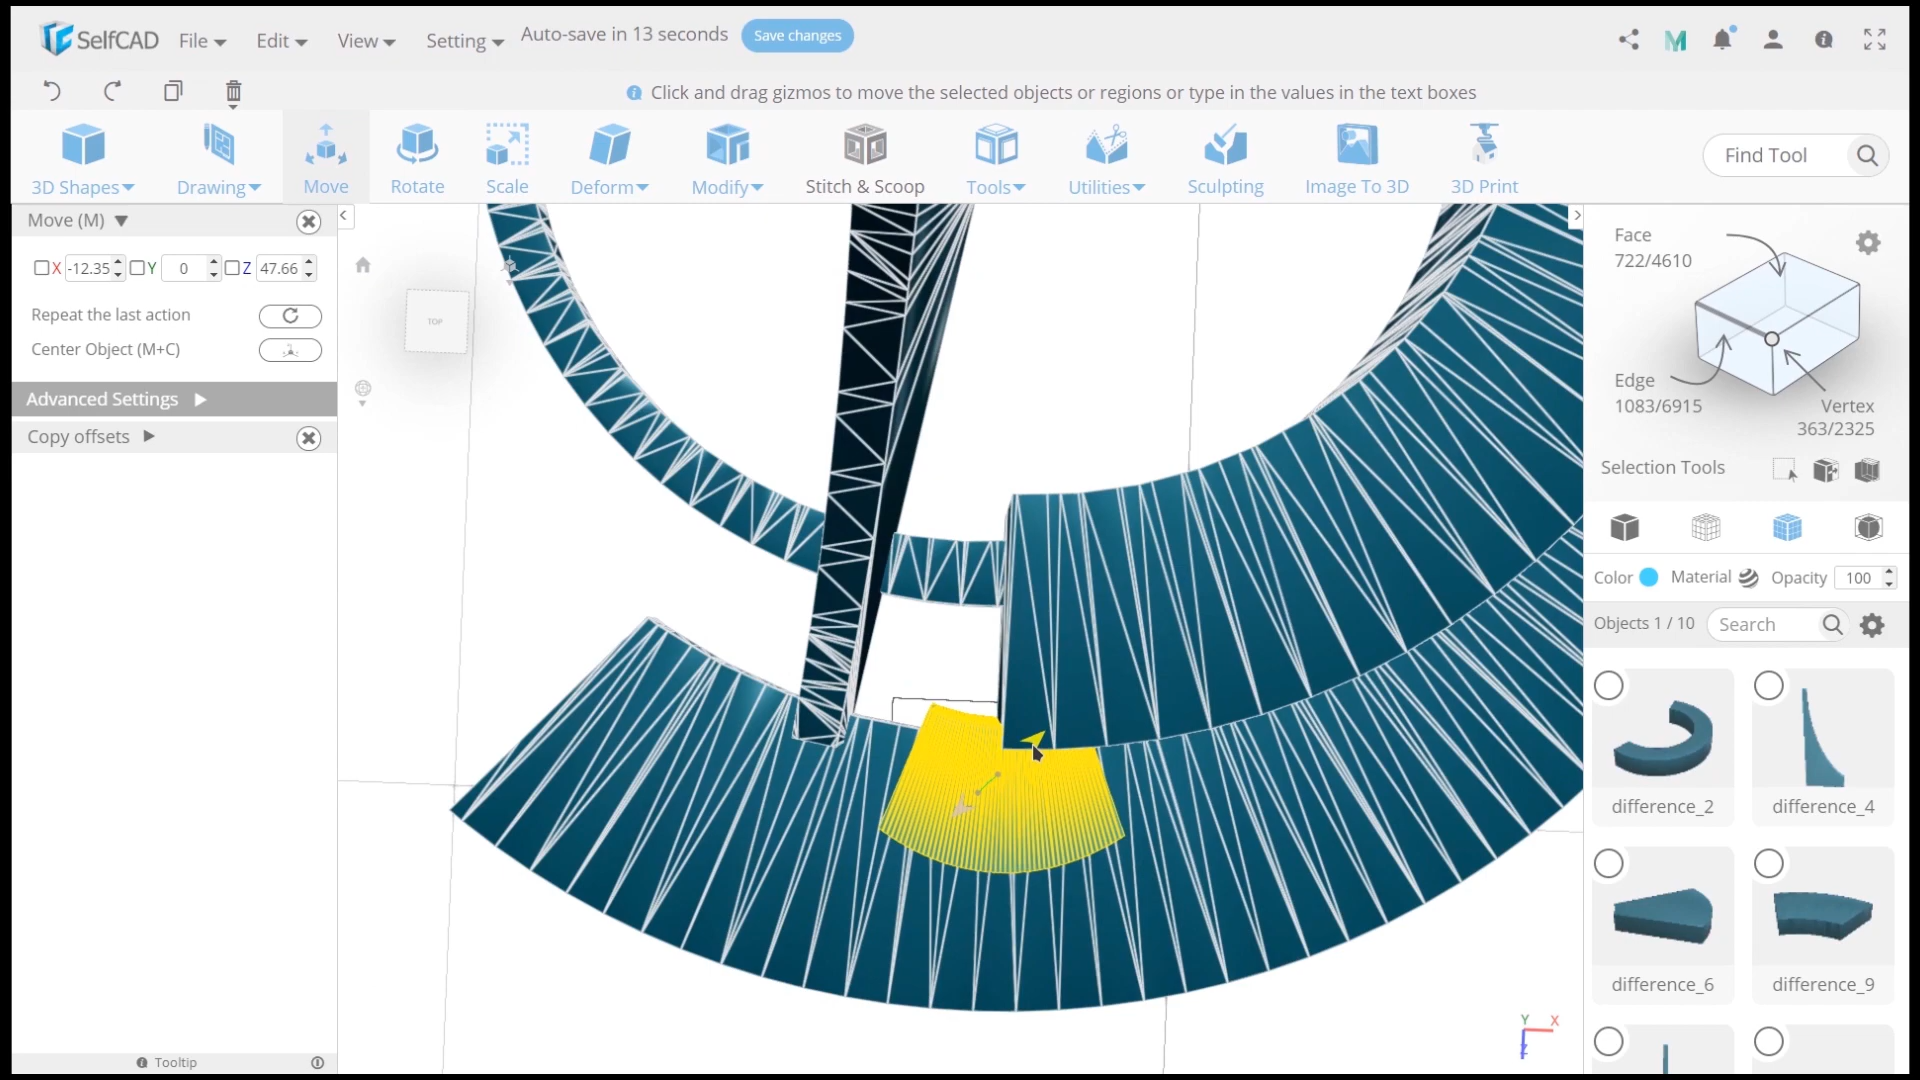 SelfCAD File Edit View Setting Auto-save in 13 seconds Save changes
Click and drag gizmos to move the selected objects or regions or type in the values in the text boxes
3D Shapes Drawing Move Rotate Scale Deform Modify Stitch & Scoop Tools Utilities Sculpting Image To 3D 3D Print Find Tool
Move (M)
X -12.35 Y 0 Z 47.66
Repeat the last action
Center Object (M+C)
Advanced Settings
Copy offsets
Tooltip
TOP
Face
722/4610
Edge
1083/6915
Vertex
363/2325
Selection Tools
Color Material Opacity 100
Objects 1 / 10 Search
difference_2 difference_4
difference_6 difference_9
Y X
Z